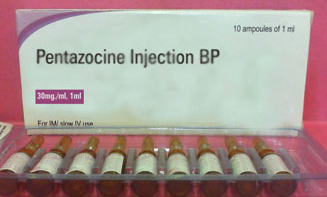 10 ampoules of 1 ml
Pentazocine Injection BP
30mg./ml, 1ml
For IM/ slow IV use